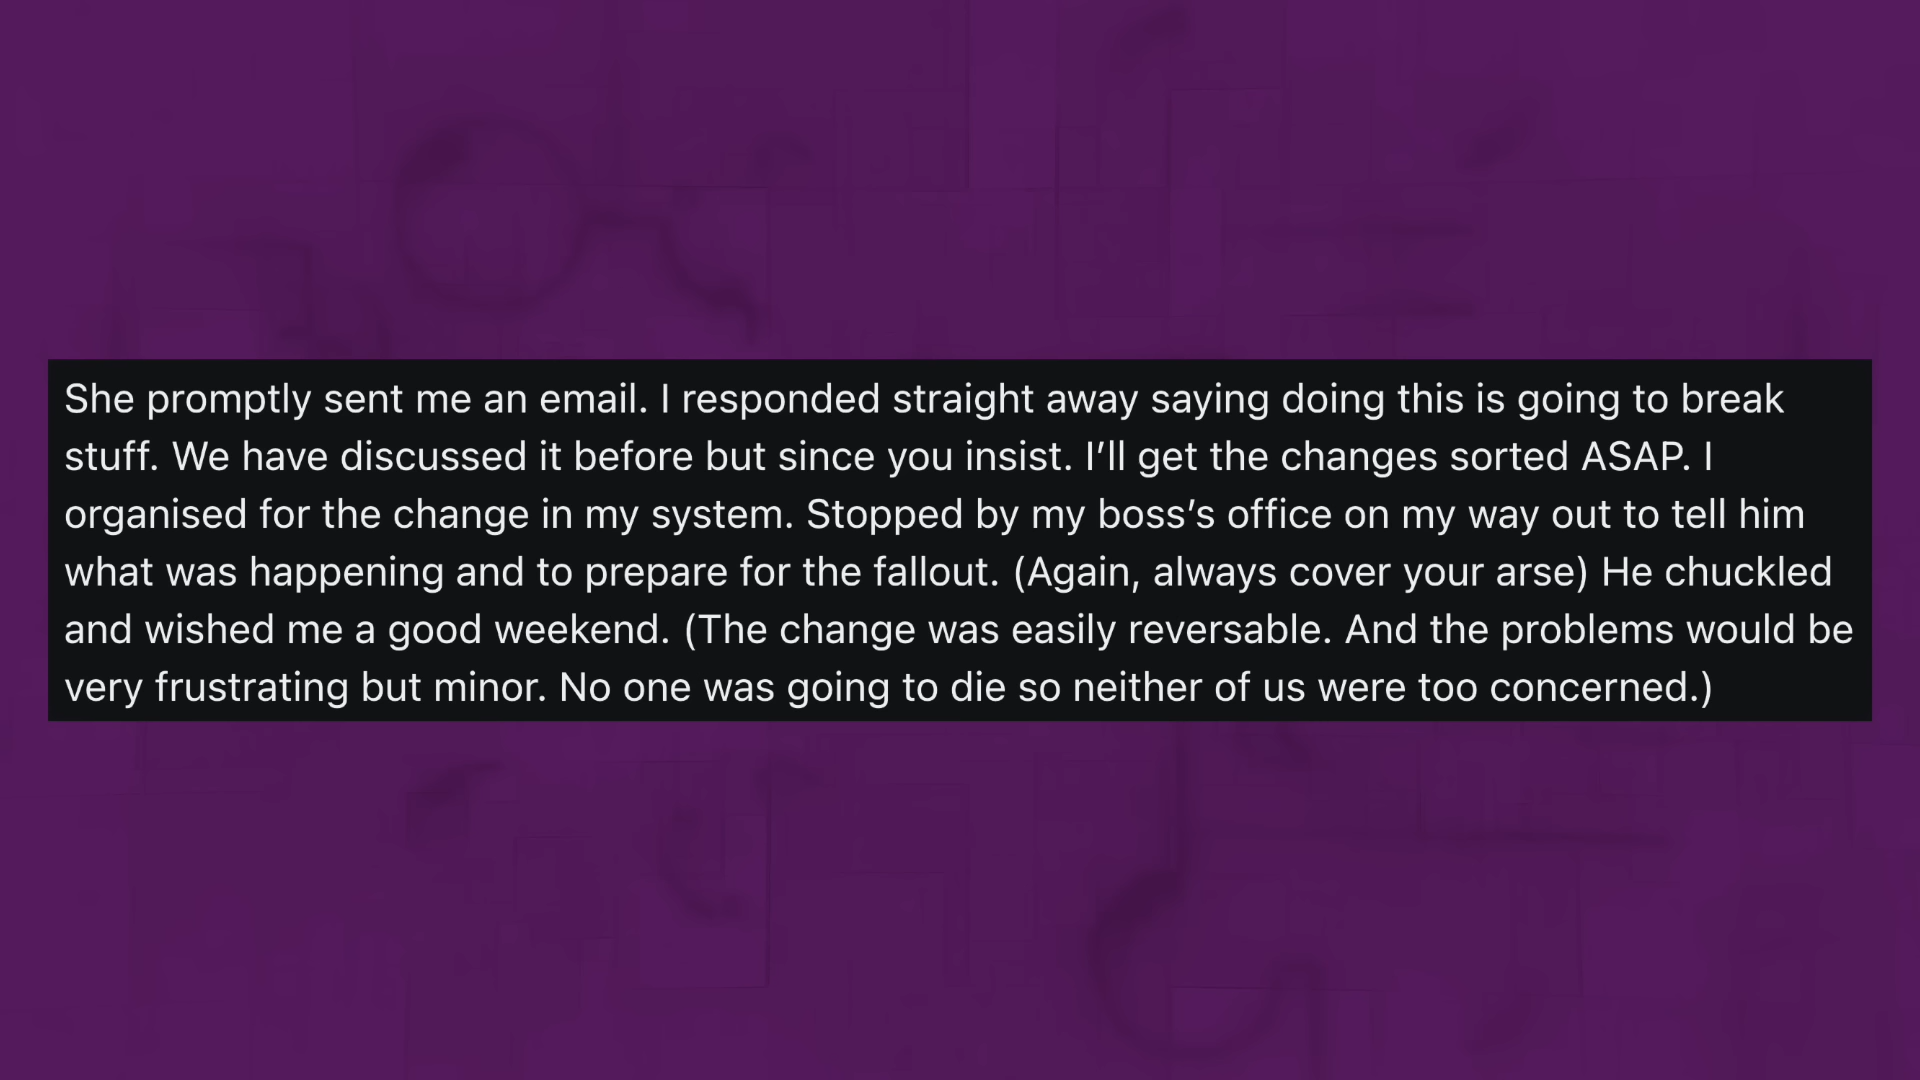 She promptly sent me an email. I responded straight away saying doing this is going to break
stuff. We have discussed it before but since you insist. I’ll get the changes sorted ASAP. I
organised for the change in my system. Stopped by my boss’s office on my way out to tell him
what was happening and to prepare for the fallout. (Again, always cover your arse) He chuckled
and wished me a good weekend. (The change was easily reversable. And the problems would be
very frustrating but minor. No one was going to die so neither of us were too concerned.)